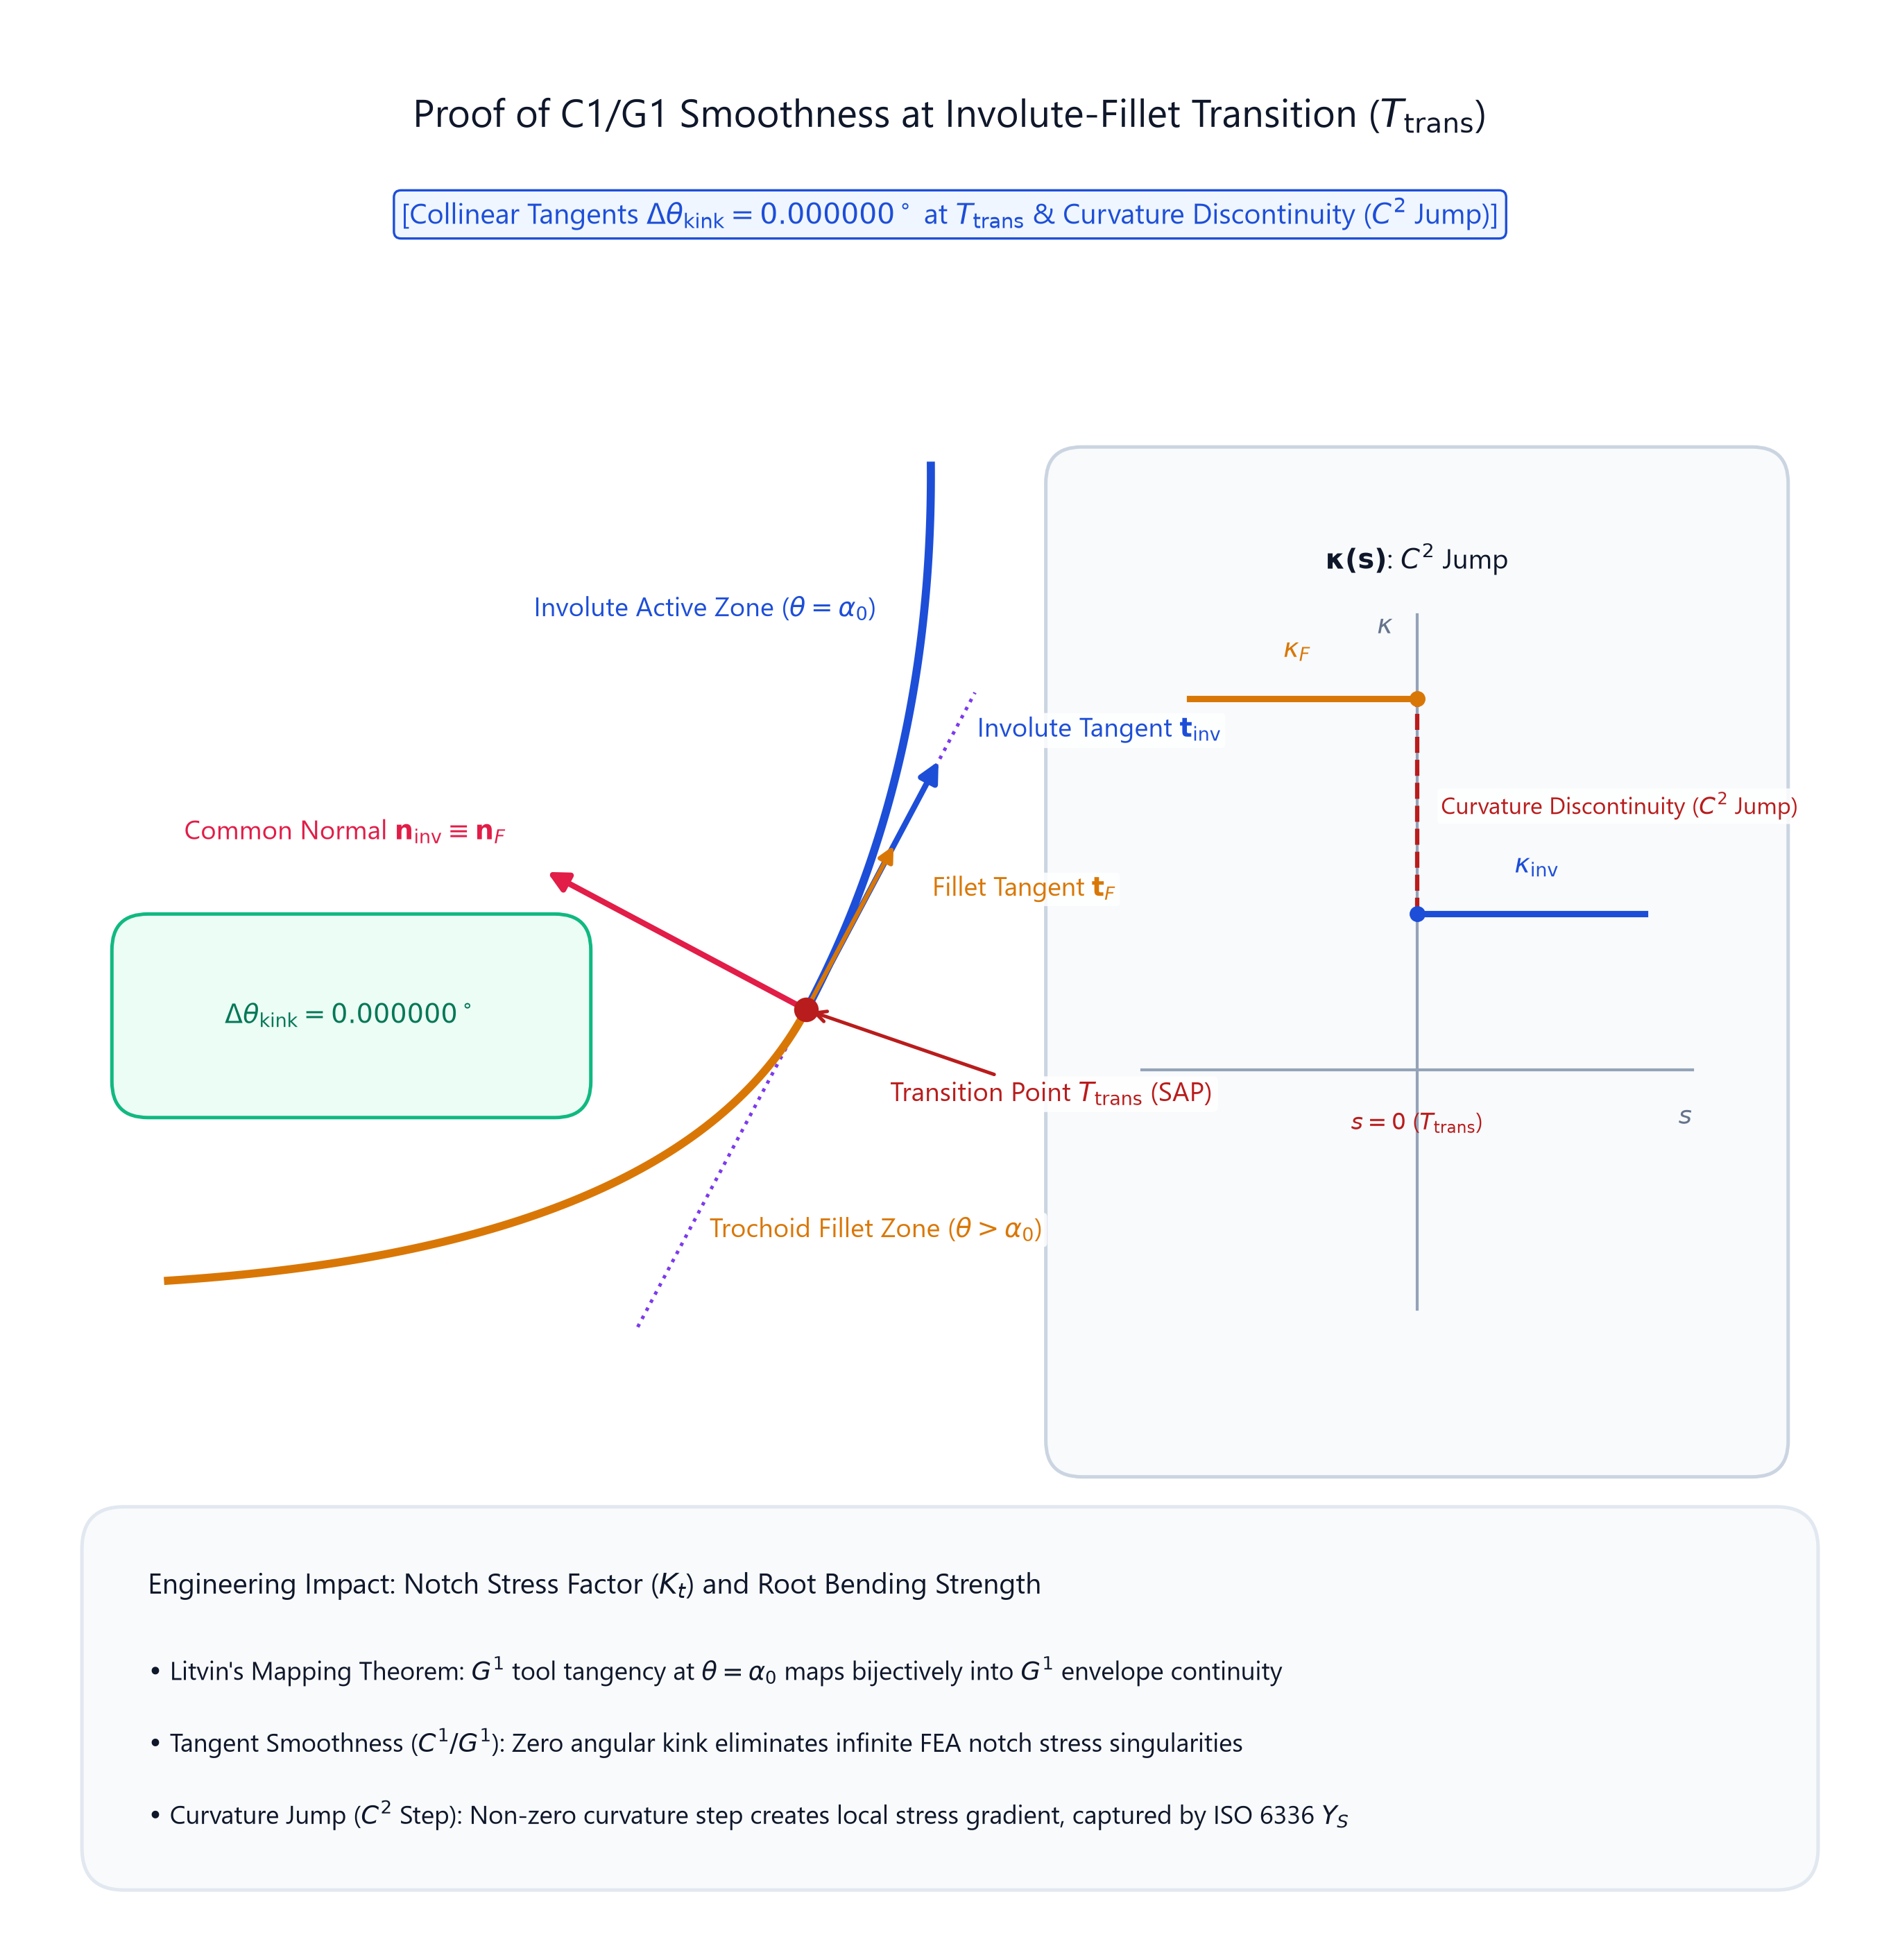 Proof of C1/G1 Smoothness at Involute-Fillet Transition (T_trans)
[Collinear Tangents Δθ_kink = 0.000000° at T_trans & Curvature Discontinuity (C² Jump)]
Involute Active Zone (θ = α₀)
Involute Tangent t_inv
Common Normal n_inv ≡ n_F
Fillet Tangent t_F
Δθ_kink = 0.000000°
Transition Point T_trans (SAP)
Trochoid Fillet Zone (θ > α₀)
κ(s): C² Jump
κ
κ_F
Curvature Discontinuity (C² Jump)
κ_inv
s = 0 (T_trans)
s
Engineering Impact: Notch Stress Factor (K_t) and Root Bending Strength
• Litvin's Mapping Theorem: G¹ tool tangency at θ = α₀ maps bijectively into G¹ envelope continuity
• Tangent Smoothness (C¹/G¹): Zero angular kink eliminates infinite FEA notch stress singularities
• Curvature Jump (C² Step): Non-zero curvature step creates local stress gradient, captured by ISO 6336 Y_S